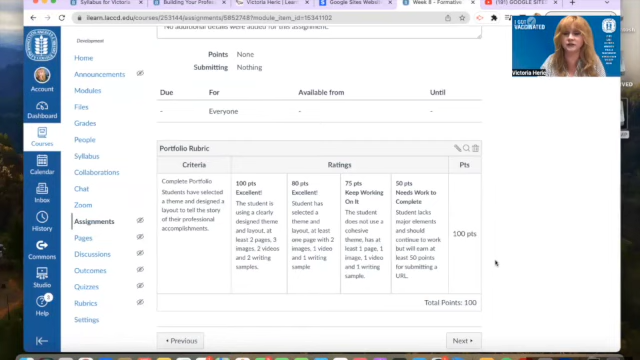 Syllabus for Victoria
Building Your Profes
Victoria Heric | (Learn
Google Sites Websit
Week 8 - Formative
(181) GOOGLE SIT
ilearn.laccd.edu/courses/253144/assignments/5852748?module_item_id=15341102
I GOT
VACCINATED
Victoria Heric
Development
No additional details were added for this assignment.
Home
Announcements
Modules
Files
Grades
People
Syllabus
Collaborations
Chat
Zoom
Assignments
Pages
Discussions
Outcomes
Quizzes
Rubrics
Settings
Account
Dashboard
Courses
Calendar
Inbox
History
Commons
Studio
Help
Points None
Submitting Nothing
Due For Available from Until
- Everyone - -
Portfolio Rubric
Criteria Ratings Pts
Complete Portfolio
Students have selected
a theme and designed a
layout to tell the story
of their professional
accomplishments.
100 pts
Excellent!
The student is
using a clearly
designed theme
and layout, at
least 2 pages, 3
images, 2 videos
and 2 writing
samples.
80 pts
Excellent!
Student has
selected a theme
and layout, at
least one page with
2 images, 1 video
and 1 writing
sample
75 pts
Keep Working
On It
The student
does not use a
cohesive theme,
has at least 1
page, 1 image, 1
video and 1
writing sample.
50 pts
Needs Work to
Complete
Student lacks
major elements
and should
continue to work
but will earn at
least 50 points
for submitting a
URL.
100 pts
Total Points: 100
Previous
Next